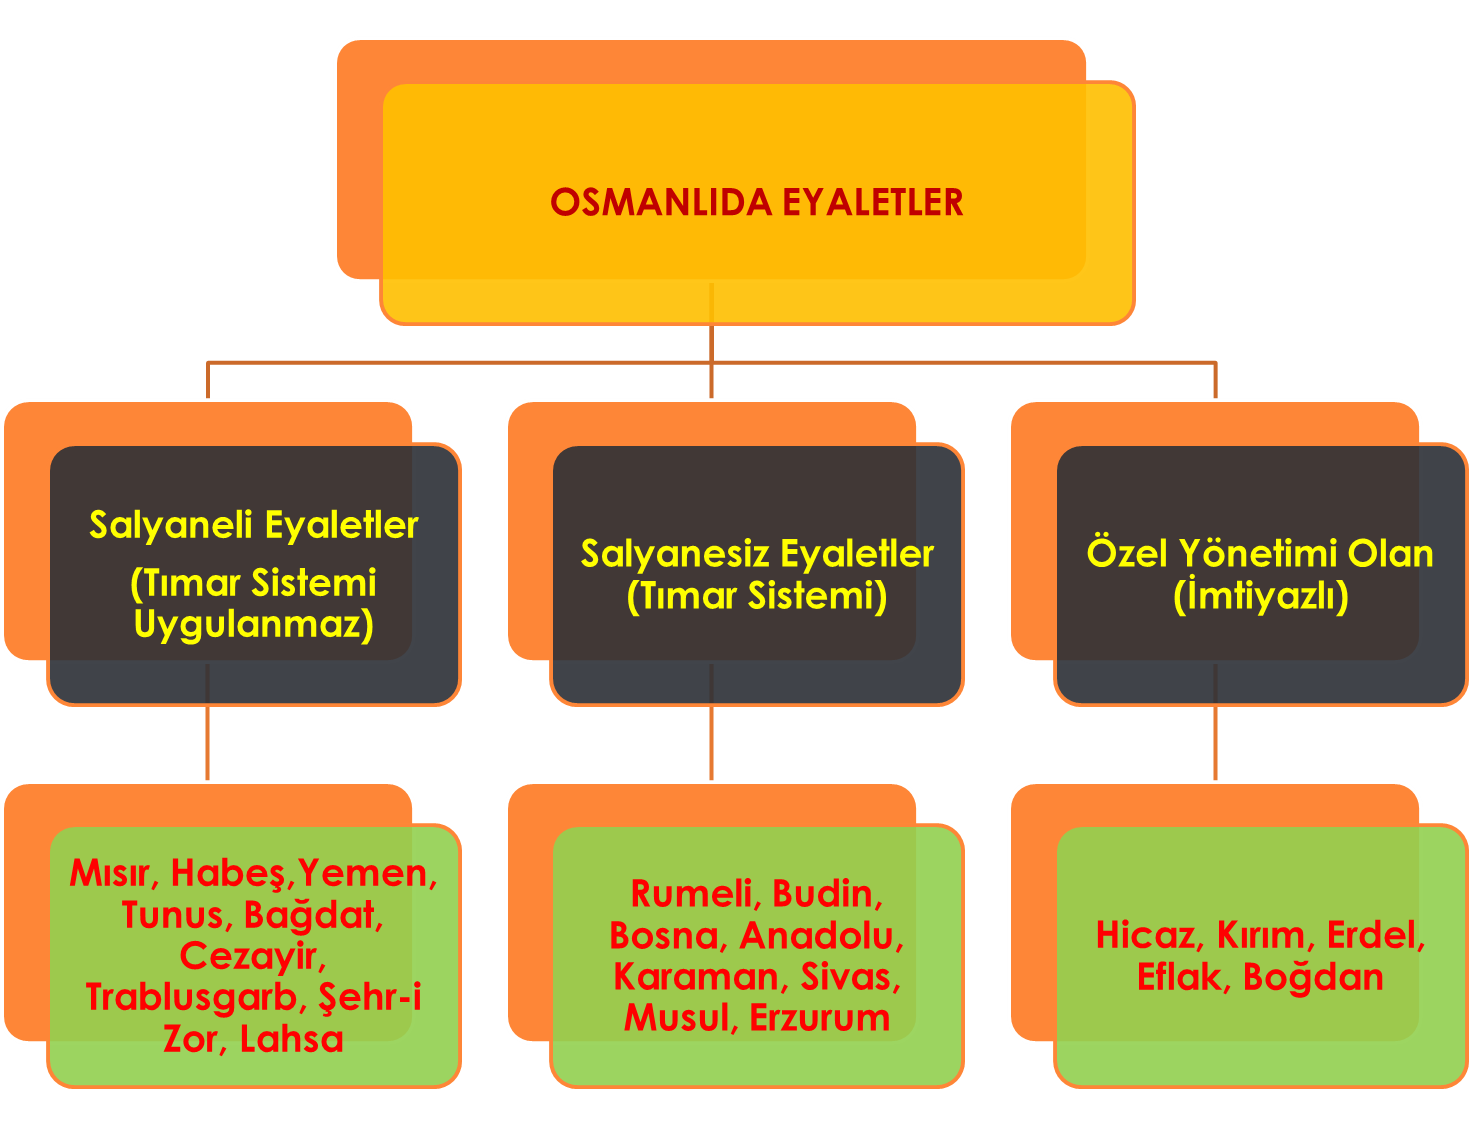 OSMANLIDA EYALETLER
Salyaneli Eyaletler
(Tımar Sistemi
Uygulanmaz)
Salyanesiz Eyaletler
(Tımar Sistemi)
Özel Yönetimi Olan
(İmtiyazlı)
Mısır, Habeş,Yemen,
Tunus, Bağdat,
Cezayir,
Trablusgarb, Şehr-i
Zor, Lahsa
Rumeli, Budin,
Bosna, Anadolu,
Karaman, Sivas,
Musul, Erzurum
Hicaz, Kırım, Erdel,
Eflak, Boğdan